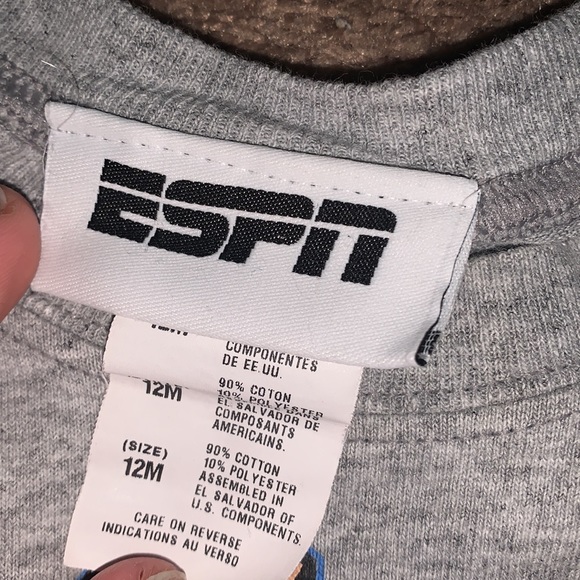 ESPN
COMPONENTES
DE EE.UU.
12M
90% COTON
10% POLYESTER
EL SALVADOR DE
COMPOSANTS
AMERICAINS.
(SIZE)
12M
90% COTTON
10% POLYESTER
ASSEMBLED IN
EL SALVADOR OF
U.S. COMPONENTS
CARE ON REVERSE
INDICATIONS AU VERSO